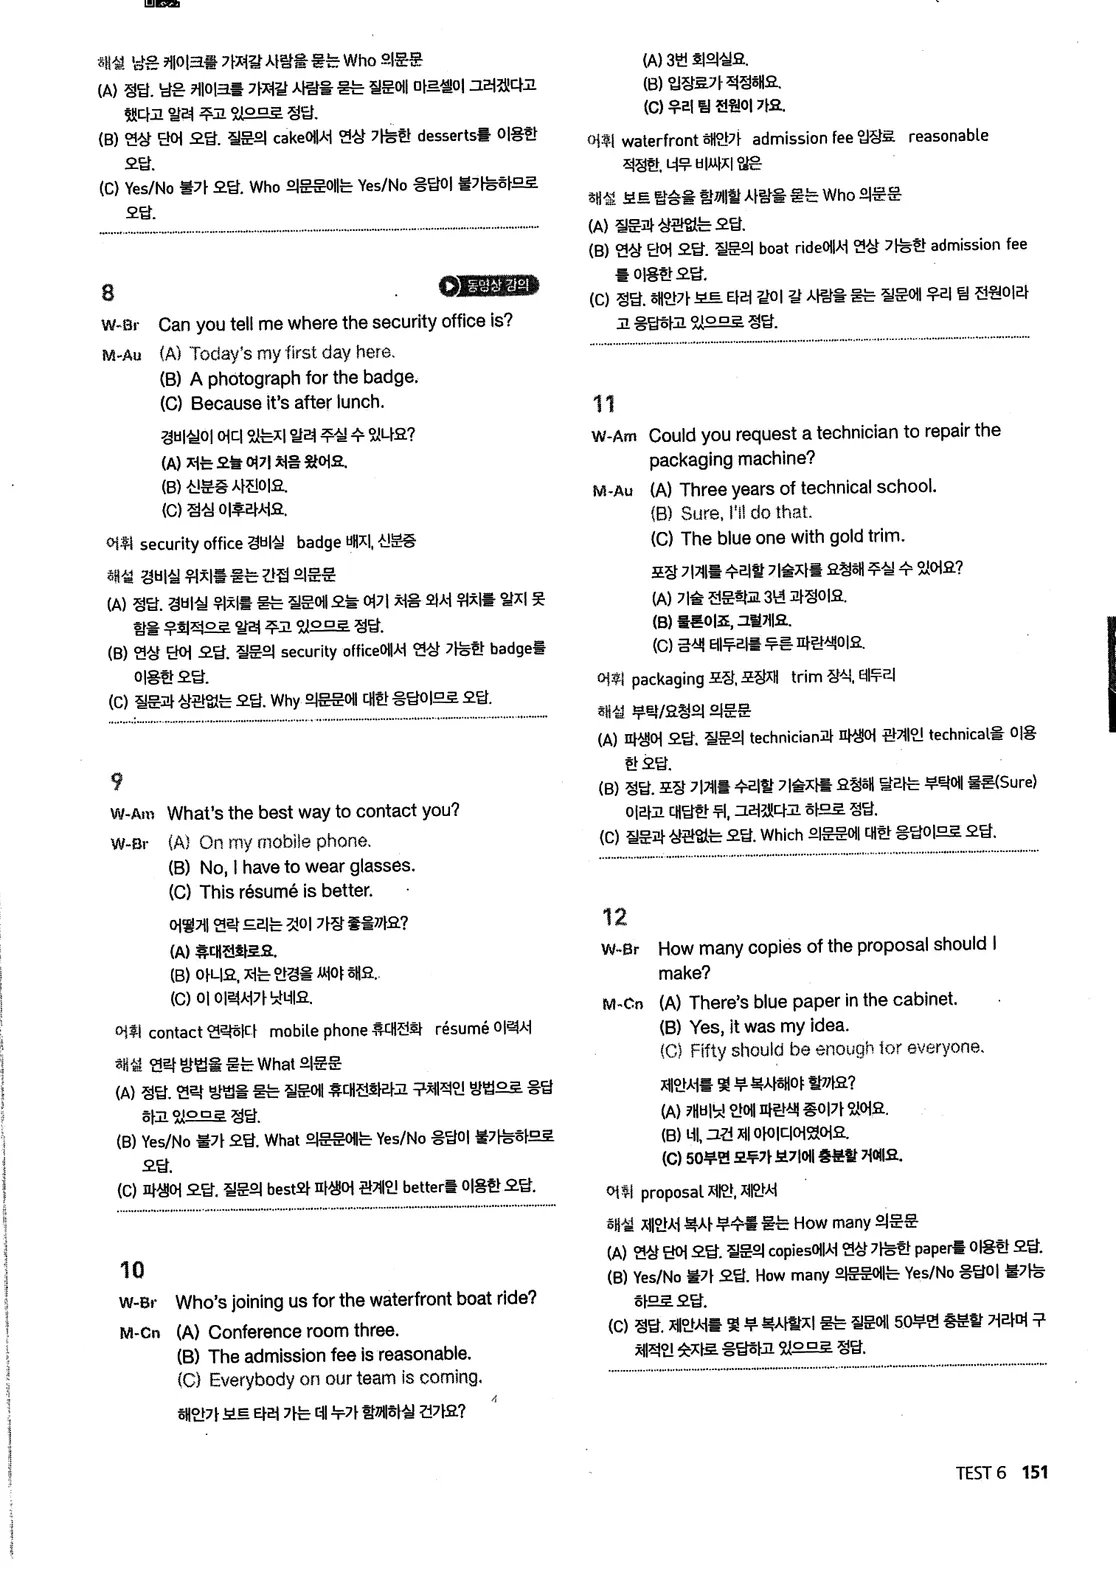 해설 남은 케이크를 가져갈 사람을 묻는 Who 의문문
(A) 정답. 남은 케이크를 가져갈 사람을 묻는 질문에 마르셀이 그러겠다고
했다고 알려 주고 있으므로 정답.
(B) 연상 단어 오답. 질문의 cake에서 연상 가능한 desserts를 이용한
오답.
(C) Yes/No 불가 오답. Who 의문문에는 Yes/No 응답이 불가능하므로
오답.
8
동영상 강의
W-Br Can you tell me where the security office is?
M-Au (A) Today's my first day here.
(B) A photograph for the badge.
(C) Because it's after lunch.
경비실이 어디 있는지 알려 주실 수 있나요?
(A) 저는 오늘 여기 처음 왔어요.
(B) 신분증 사진이요.
(C) 점심 이후라서요.
어휘 security office 경비실 badge 배지, 신분증
해설 경비실 위치를 묻는 간접 의문문
(A) 정답. 경비실 위치를 묻는 질문에 오늘 여기 처음 와서 위치를 알지 못
함을 우회적으로 알려 주고 있으므로 정답.
(B) 연상 단어 오답. 질문의 security office에서 연상 가능한 badge를
이용한 오답.
(C) 질문과 상관없는 오답. Why 의문문에 대한 응답이므로 오답.
9
W-Am What's the best way to contact you?
W-Br (A) On my mobile phone.
(B) No, I have to wear glasses.
(C) This résumé is better.
어떻게 연락 드리는 것이 가장 좋을까요?
(A) 휴대전화로요.
(B) 아니요, 저는 안경을 써야 해요.
(C) 이 이력서가 낫네요.
어휘 contact 연락하다 mobile phone 휴대전화 résumé 이력서
해설 연락 방법을 묻는 What 의문문
(A) 정답. 연락 방법을 묻는 질문에 휴대전화라고 구체적인 방법으로 응답
하고 있으므로 정답.
(B) Yes/No 불가 오답. What 의문문에는 Yes/No 응답이 불가능하므로
오답.
(C) 파생어 오답. 질문의 best와 파생어 관계인 better를 이용한 오답.
10
W-Br Who's joining us for the waterfront boat ride?
M-Cn (A) Conference room three.
(B) The admission fee is reasonable.
(C) Everybody on our team is coming.
해안가 보트 타러 가는 데 누가 함께하실 건가요?
(A) 3번 회의실요.
(B) 입장료가 적정해요.
(C) 우리 팀 전원이 가요.
어휘 waterfront 해안가 admission fee 입장료 reasonable
적정한, 너무 비싸지 않은
해설 보트 탑승을 함께할 사람을 묻는 Who 의문문
(A) 질문과 상관없는 오답.
(B) 연상 단어 오답. 질문의 boat ride에서 연상 가능한 admission fee
를 이용한 오답.
(C) 정답. 해안가 보트 타러 같이 갈 사람을 묻는 질문에 우리 팀 전원이라
고 응답하고 있으므로 정답.
11
W-Am Could you request a technician to repair the
packaging machine?
M-Au (A) Three years of technical school.
(B) Sure, I'll do that.
(C) The blue one with gold trim.
포장 기계를 수리할 기술자를 요청해 주실 수 있어요?
(A) 기술 전문학교 3년 과정이요.
(B) 물론이죠, 그럴게요.
(C) 금색 테두리를 두른 파란색이요.
어휘 packaging 포장, 포장재 trim 장식, 테두리
해설 부탁/요청의 의문문
(A) 파생어 오답. 질문의 technician과 파생어 관계인 technical을 이용
한 오답.
(B) 정답. 포장 기계를 수리할 기술자를 요청해 달라는 부탁에 물론(Sure)
이라고 대답한 뒤, 그러겠다고 하므로 정답.
(C) 질문과 상관없는 오답. Which 의문문에 대한 응답이므로 오답.
12
W-Br How many copies of the proposal should I
make?
M-Cn (A) There's blue paper in the cabinet.
(B) Yes, it was my idea.
(C) Fifty should be enough for everyone.
제안서를 몇 부 복사해야 할까요?
(A) 캐비닛 안에 파란색 종이가 있어요.
(B) 네, 그건 제 아이디어였어요.
(C) 50부면 모두가 보기에 충분할 거예요.
어휘 proposal 제안, 제안서
해설 제안서 복사 부수를 묻는 How many 의문문
(A) 연상 단어 오답. 질문의 copies에서 연상 가능한 paper를 이용한 오답.
(B) Yes/No 불가 오답. How many 의문문에는 Yes/No 응답이 불가능
하므로 오답.
(C) 정답. 제안서를 몇 부 복사할지 묻는 질문에 50부면 충분할 거라며 구
체적인 숫자로 응답하고 있으므로 정답.
TEST 6 151